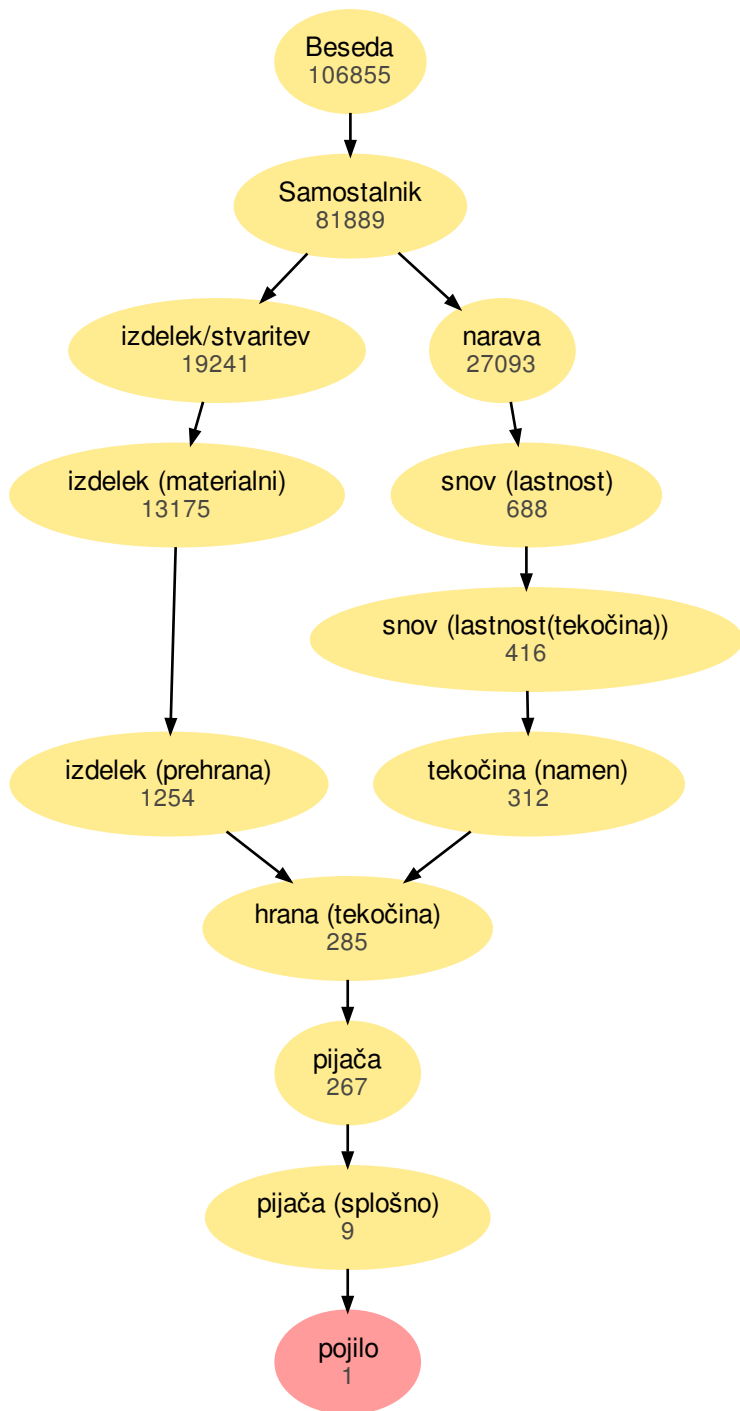 Beseda
106855
Samostalnik
81889
izdelek/stvaritev
19241
narava
27093
izdelek (materialni)
13175
snov (lastnost)
688
snov (lastnost(tekočina))
416
izdelek (prehrana)
1254
tekočina (namen)
312
hrana (tekočina)
285
pijača
267
pijača (splošno)
9
pojilo
1